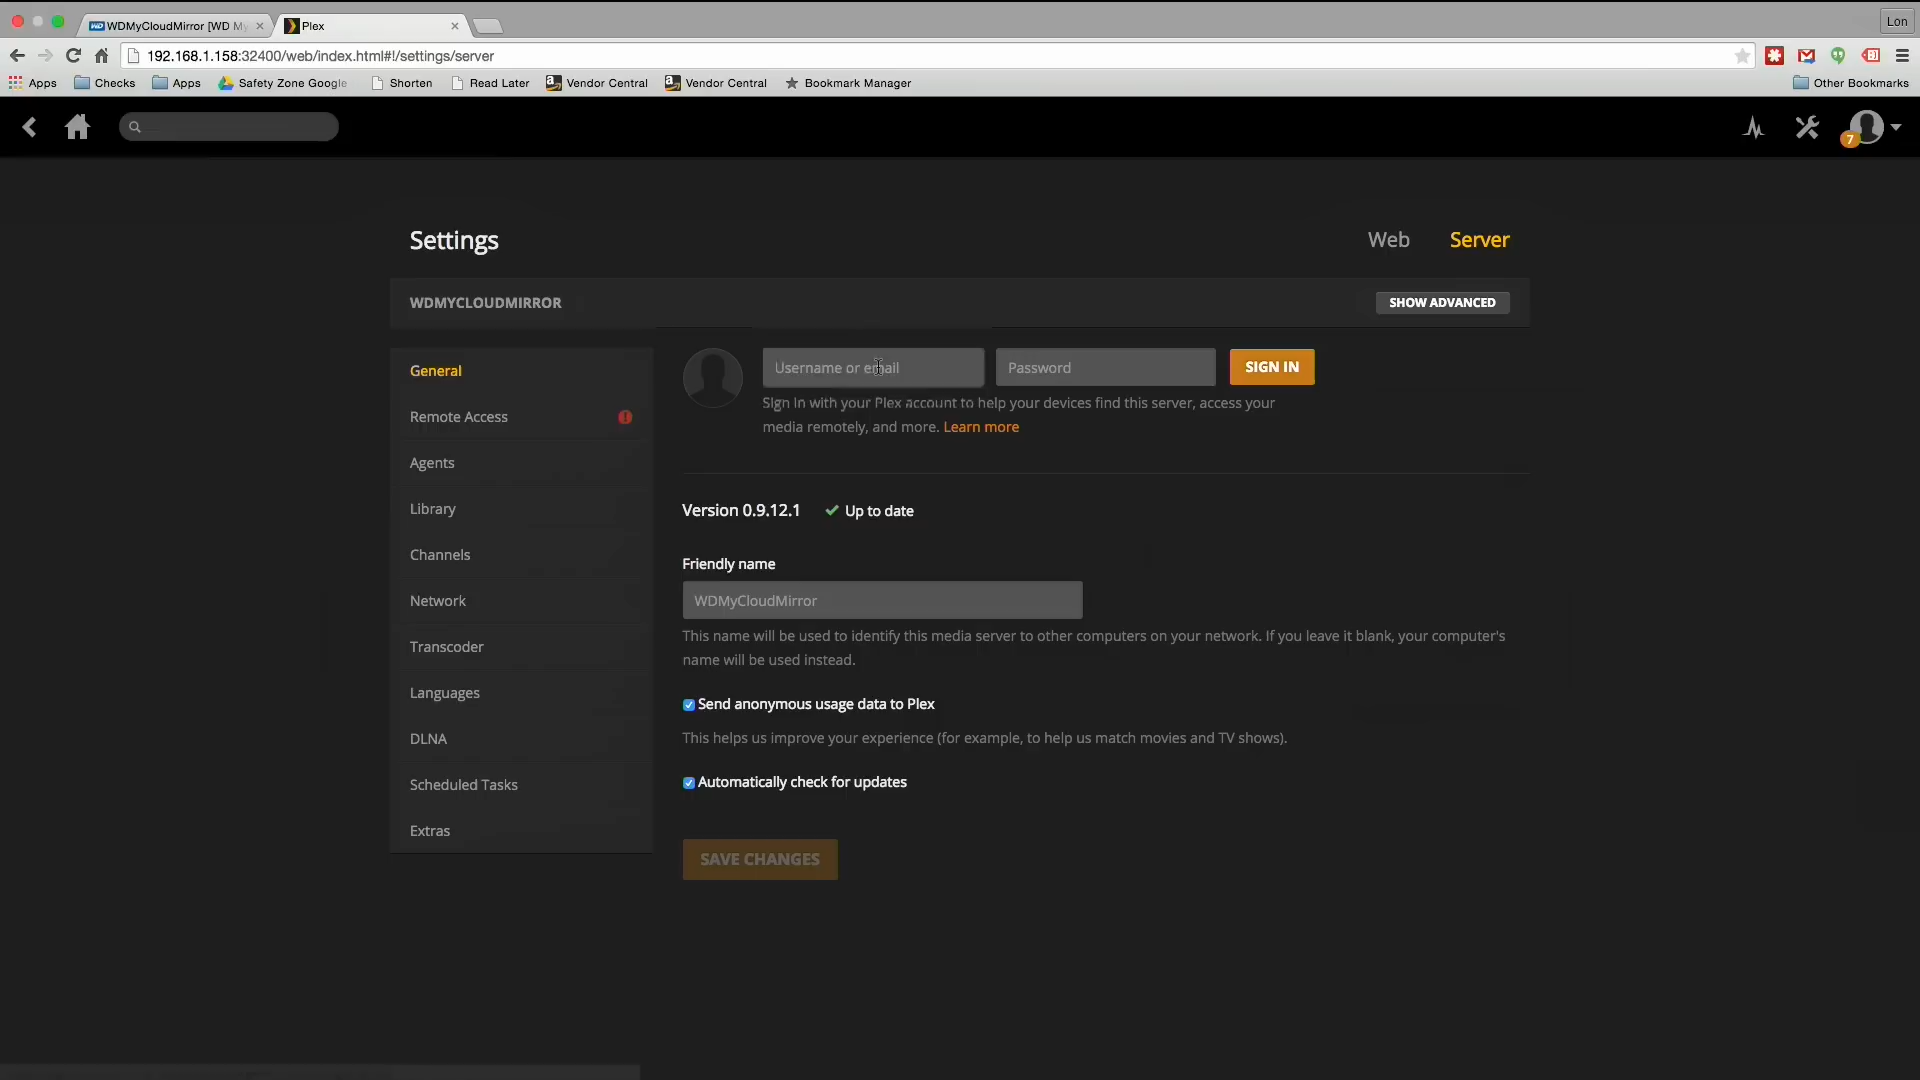 WDMyCloudMirror [WD My
Plex
Lon
192.168.1.158:32400/web/index.html#!/settings/server
Apps
Checks
Apps
Safety Zone Google
Shorten
Read Later
Vendor Central
Vendor Central
Bookmark Manager
Other Bookmarks
7
Settings
Web
Server
WDMYCLOUDMIRROR
SHOW ADVANCED
General
Remote Access
Agents
Library
Channels
Network
Transcoder
Languages
DLNA
Scheduled Tasks
Extras
Username or email
Password
SIGN IN
Sign in with your Plex account to help your devices find this server, access your
media remotely, and more. Learn more
Version 0.9.12.1
Up to date
Friendly name
WDMyCloudMirror
This name will be used to identify this media server to other computers on your network. If you leave it blank, your computer's
name will be used instead.
Send anonymous usage data to Plex
This helps us improve your experience (for example, to help us match movies and TV shows).
Automatically check for updates
SAVE CHANGES